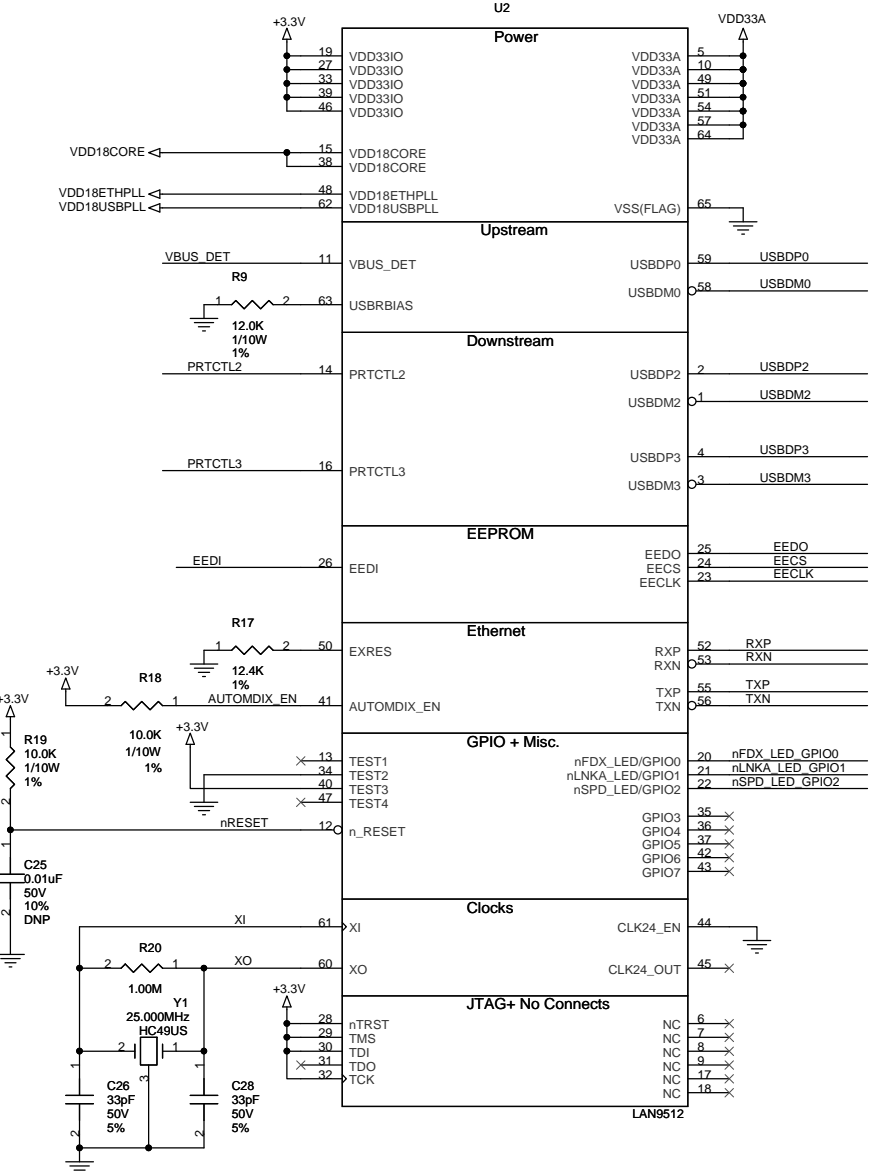 U2
Power
+3.3V
VDD33A
19 VDD33IO VDD33A 5
27 VDD33IO VDD33A 10
33 VDD33IO VDD33A 49
39 VDD33IO VDD33A 51
46 VDD33IO VDD33A 54
VDD33A 57
VDD33A 64
VDD18CORE 15 VDD18CORE
38 VDD18CORE
VDD18ETHPLL 48 VDD18ETHPLL
VDD18USBPLL 62 VDD18USBPLL VSS(FLAG) 65
Upstream
VBUS_DET 11 VBUS_DET USBDP0 59 USBDP0
USBDM0 58 USBDM0
R9
1 2 63 USBRBIAS
12.0K
1/10W
1%
Downstream
PRTCTL2 14 PRTCTL2 USBDP2 2 USBDP2
USBDM2 1 USBDM2
USBDP3 4 USBDP3
PRTCTL3 16 PRTCTL3
USBDM3 3 USBDM3
EEPROM
EEDI 26 EEDI
EEDO 25 EEDO
EECS 24 EECS
EECLK 23 EECLK
Ethernet
R17
1 2 50 EXRES
12.4K
1%
RXP 52 RXP
RXN 53 RXN
TXP 55 TXP
TXN 56 TXN
+3.3V
R18
2 1 AUTOMDIX_EN 41 AUTOMDIX_EN
10.0K
1/10W
1%
+3.3V
1
R19
10.0K
1/10W
1%
2
+3.3V
GPIO + Misc.
13 TEST1
34 TEST2
40 TEST3
47 TEST4
nFDX_LED/GPIO0 20 nFDX_LED_GPIO0
nLNKA_LED/GPIO1 21 nLNKA_LED_GPIO1
nSPD_LED/GPIO2 22 nSPD_LED_GPIO2
nRESET 12 n_RESET
GPIO3 35
GPIO4 36
GPIO5 37
GPIO6 42
GPIO7 43
1
C25
0.01uF
50V
10%
DNP
2
Clocks
XI 61 XI CLK24_EN 44
R20
2 1 XO 60 XO CLK24_OUT 45
1.00M
Y1
25.000MHz
HC49US
2 1
3
+3.3V
JTAG+ No Connects
28 nTRST NC 6
29 TMS NC 7
30 TDI NC 8
31 TDO NC 9
32 TCK NC 17
NC 18
1
C26
33pF
50V
5%
2
1
C28
33pF
50V
5%
2
LAN9512